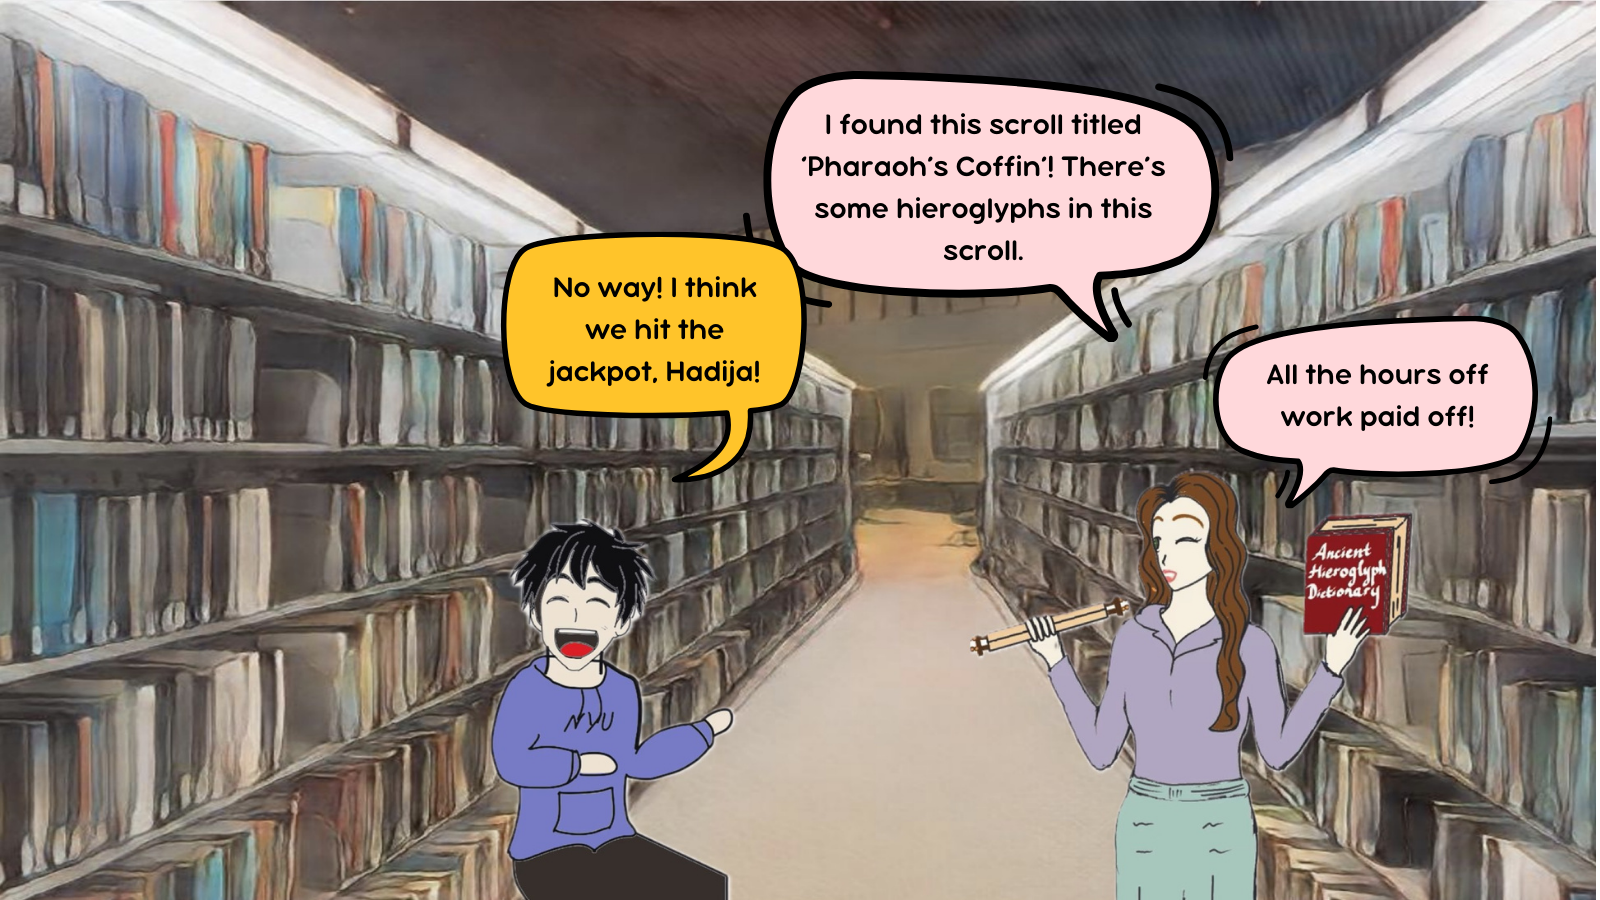 I found this scroll titled
'Pharaoh's Coffin'! There's
some hieroglyphs in this
scroll.
No way! I think
we hit the
jackpot, Hadija!
All the hours off
work paid off!
Ancient
Hieroglyph
Dictionary
NYU